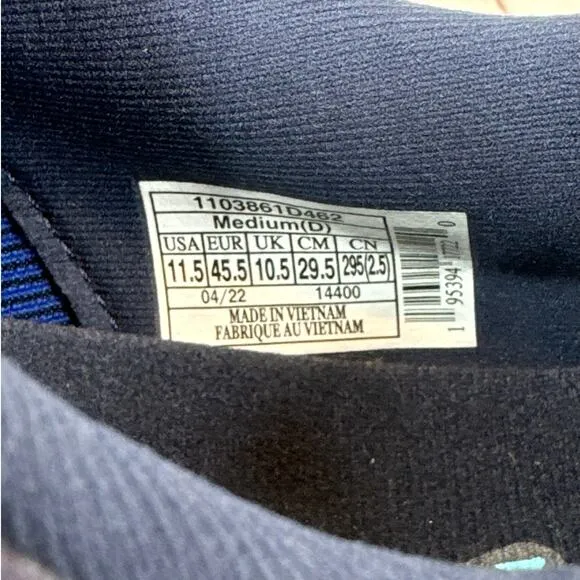 1103861D462
Medium(D)
USA EUR UK CM CN
11.5 45.5 10.5 29.5 295(2.5)
04/22 14400
MADE IN VIETNAM
FABRIQUE AU VIETNAM